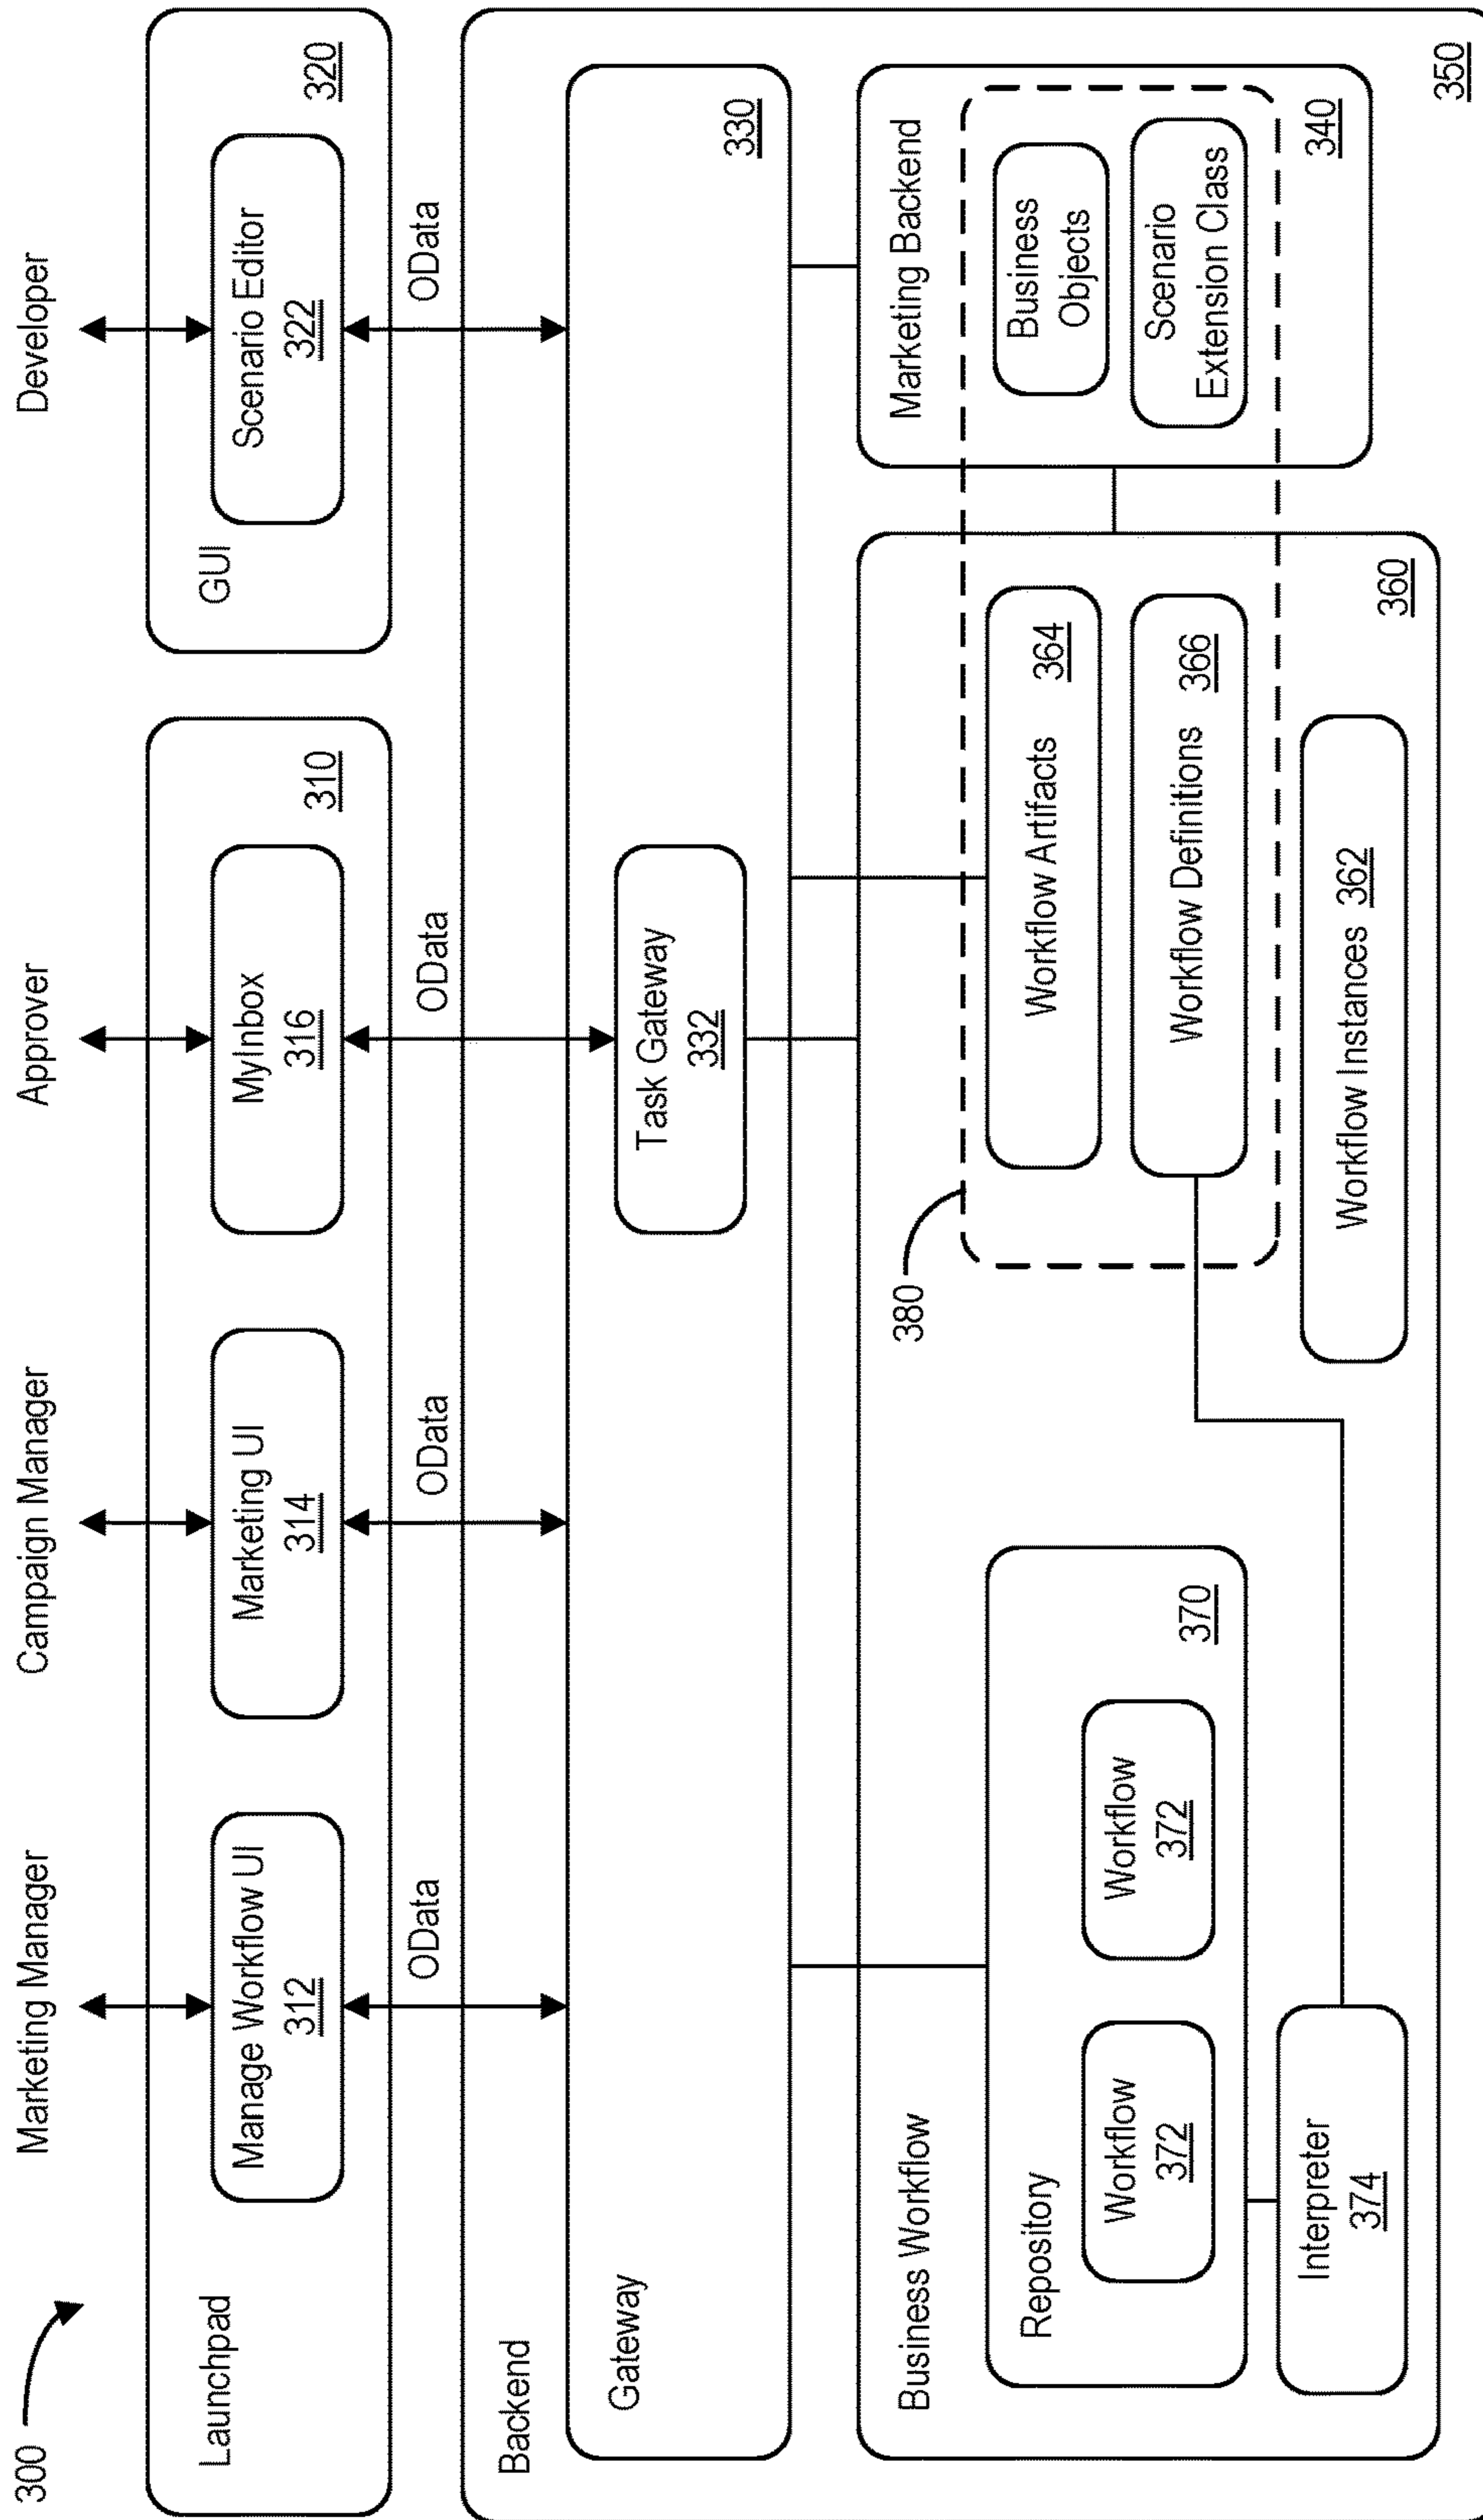 300
Marketing Manager
Campaign Manager
Approver
Developer
Launchpad
Manage Workflow UI
312
Marketing UI
314
MyInbox
316
310
GUI
Scenario Editor
322
320
OData
OData
OData
OData
Backend
Gateway
Task Gateway
332
330
Business Workflow
380
Marketing Backend
Repository
Workflow
372
Workflow
372
370
Workflow Artifacts 364
Workflow Definitions 366
Business
Objects
Scenario
Extension Class
340
Interpreter
374
Workflow Instances 362
360
350